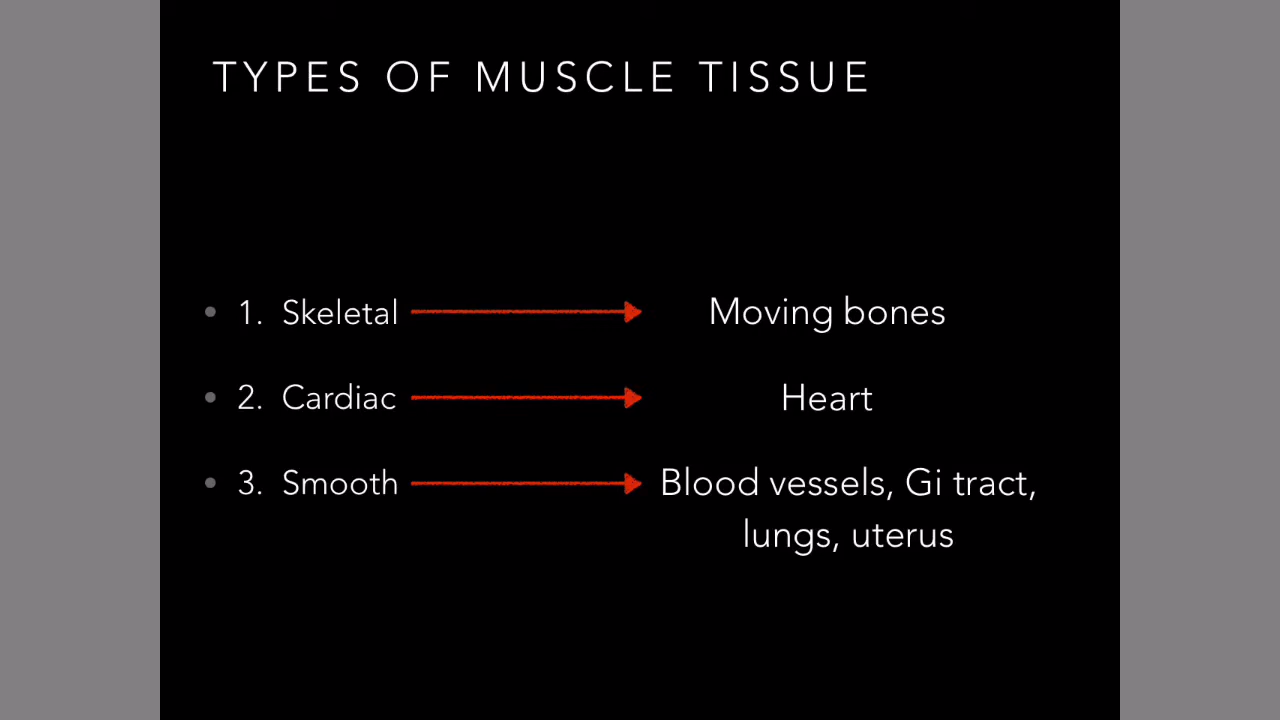 TYPES OF MUSCLE TISSUE
• 1. Skeletal Moving bones
• 2. Cardiac Heart
• 3. Smooth Blood vessels, Gi tract,
lungs, uterus